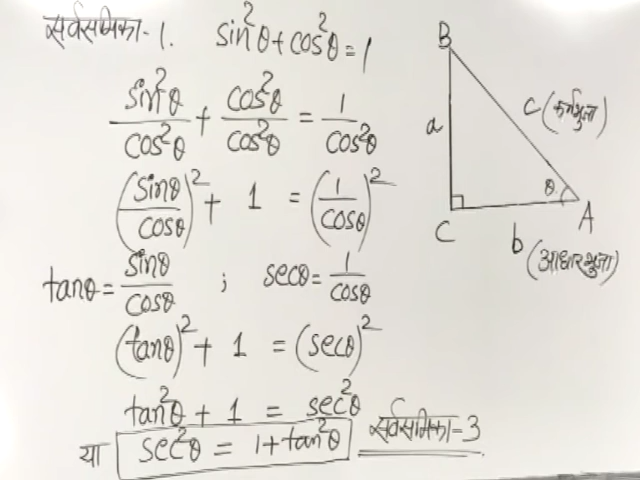 सर्वसमिका-1. sin²θ+cos²θ=1
sin²θ/cos²θ + cos²θ/cos²θ = 1/cos²θ
(sinθ/cosθ)² + 1 = (1/cosθ)²
tanθ = sinθ/cosθ ; secθ = 1/cosθ
(tanθ)² + 1 = (secθ)²
tan²θ + 1 = sec²θ
या sec²θ = 1+tan²θ सर्वसमिका-3
B
a
c (कर्णभुजा)
θ
C
A
b
(आधारभुजा)